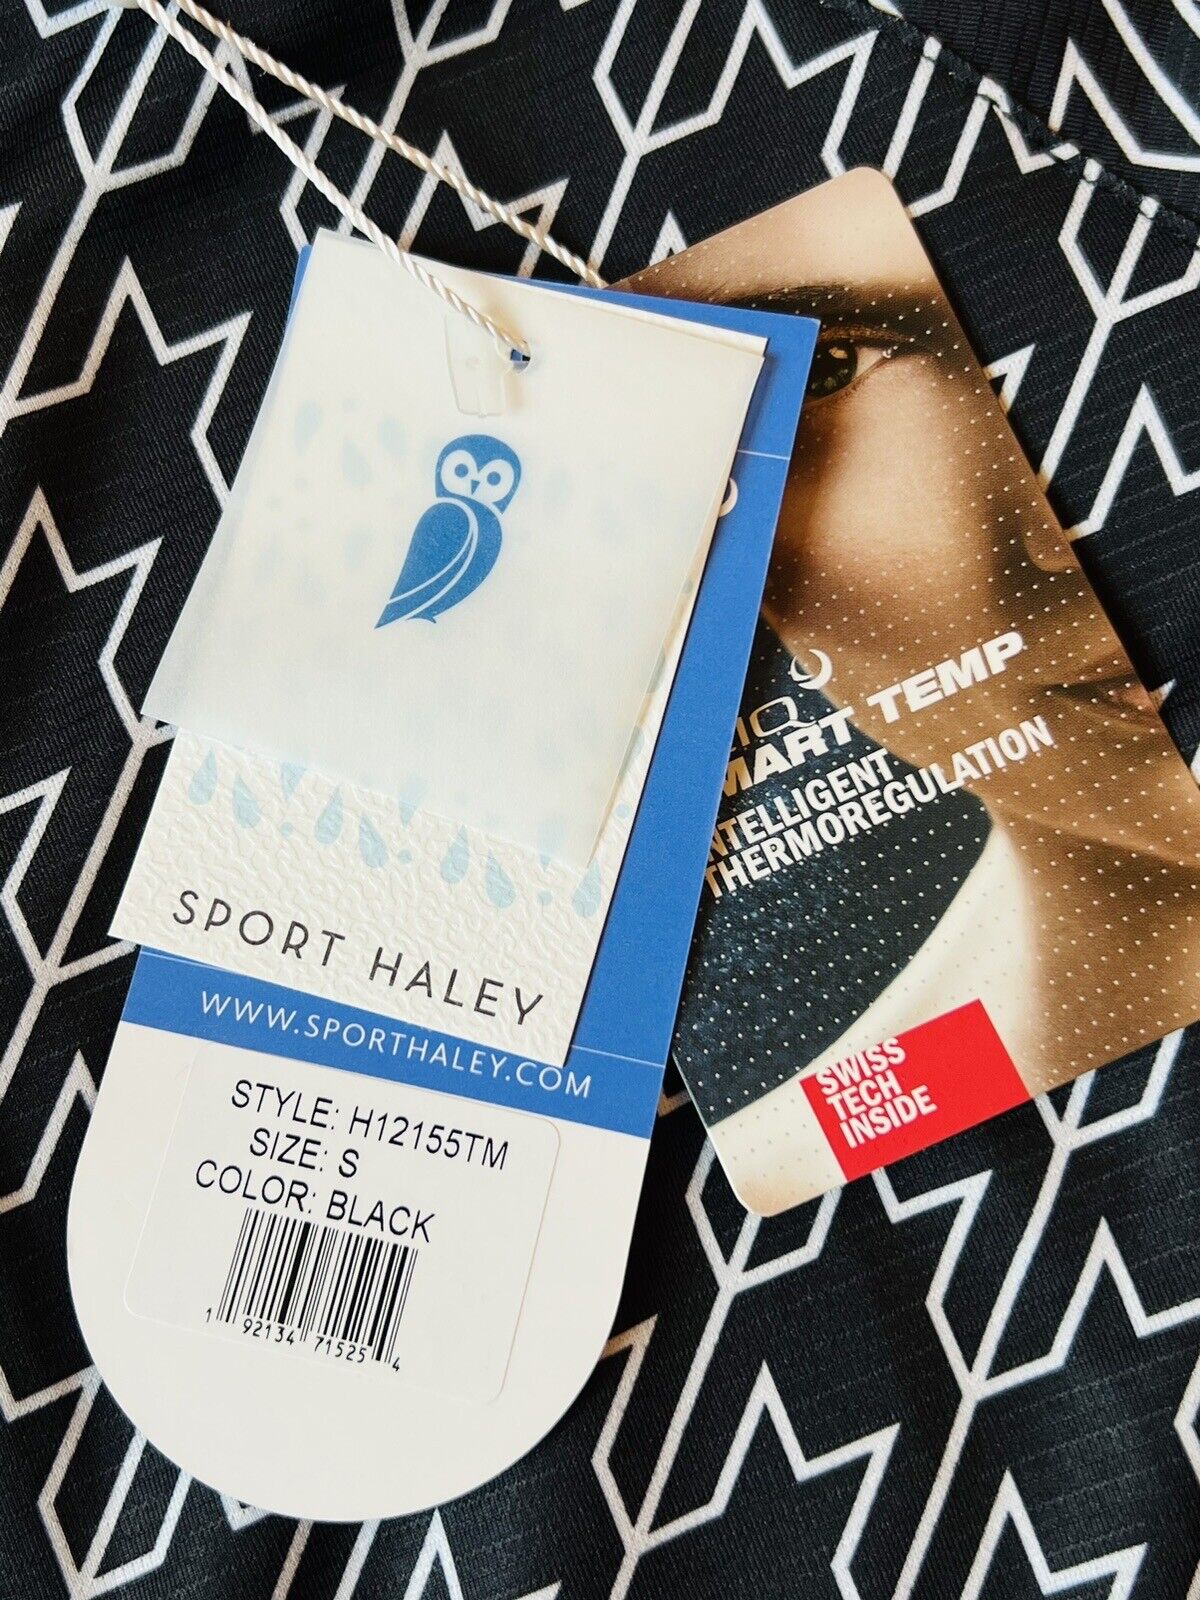 SPORT HALEY
WWW.SPORTHALEY.COM
STYLE: H12155TM
SIZE: S
COLOR: BLACK
1 92134 71525 4
TEMP
INTELLIGENT
THERMOREGULATION
SWISS
TECH
INSIDE